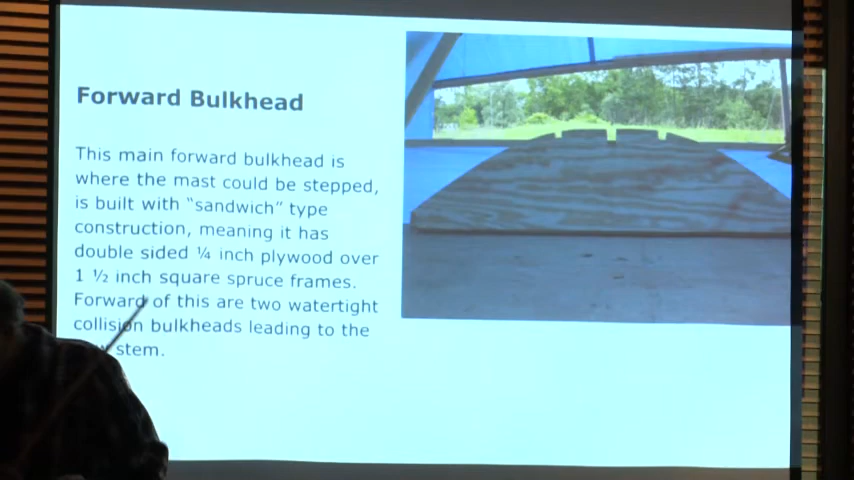 Forward Bulkhead
This main forward bulkhead is
where the mast could be stepped,
is built with “sandwich” type
construction, meaning it has
double sided ¼ inch plywood over
1 ½ inch square spruce frames.
Forward of this are two watertight
collision bulkheads leading to the
stem.